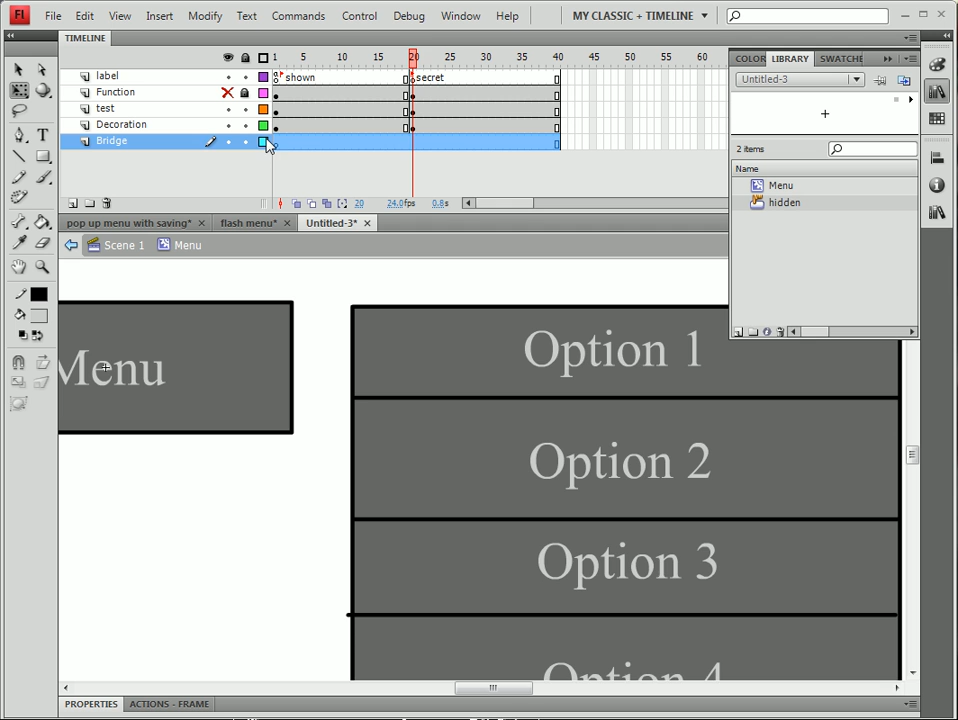 Fl File Edit View Insert Modify Text Commands Control Debug Window Help MY CLASSIC + TIMELINE
TIMELINE
1 5 10 15 20 25 30 35 40 45 50 55 60
label shown secret
Function
test
Decoration
Bridge
20 24.0fps 0.8s
COLOR LIBRARY SWATCHE
Untitled-3
2 items
Name
Menu
hidden
pop up menu with saving* flash menu* Untitled-3*
Scene 1 Menu
Menu
Option 1
Option 2
Option 3
Option 4
PROPERTIES ACTIONS - FRAME